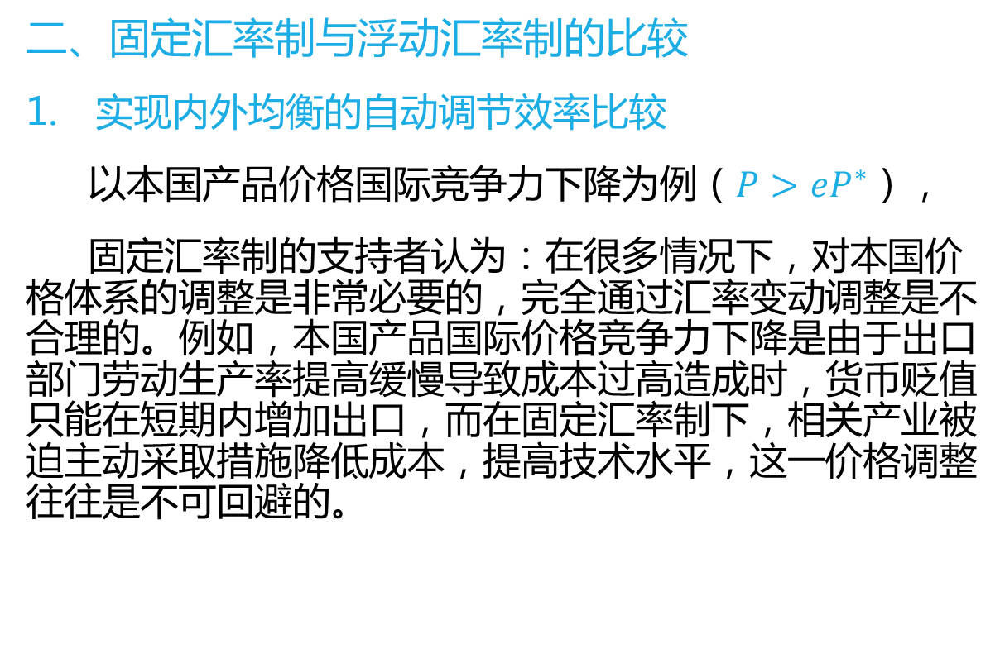 二、固定汇率制与浮动汇率制的比较
1. 实现内外均衡的自动调节效率比较
以本国产品价格国际竞争力下降为例（P > eP*），
固定汇率制的支持者认为：在很多情况下，对本国价
格体系的调整是非常必要的，完全通过汇率变动调整是不
合理的。例如，本国产品国际价格竞争力下降是由于出口
部门劳动生产率提高缓慢导致成本过高造成时，货币贬值
只能在短期内增加出口，而在固定汇率制下，相关产业被
迫主动采取措施降低成本，提高技术水平，这一价格调整
往往是不可回避的。